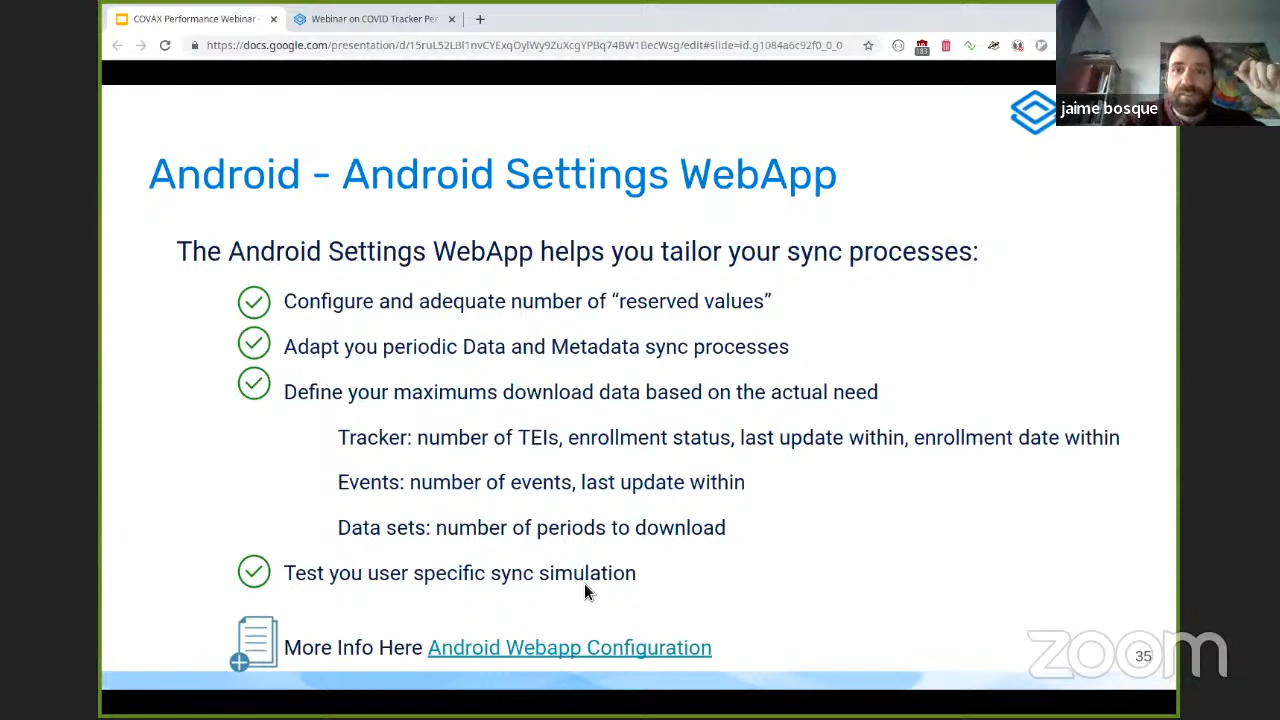 COVAX Performance Webinar
Webinar on COVID Tracker Per
https://docs.google.com/presentation/d/15ruL52LBl1nvCYExqOylWy9ZuXcgYPBq74BW1BecWsg/edit#slide=id.g1084a6c92f0_0_0
183
jaime bosque
Android - Android Settings WebApp
The Android Settings WebApp helps you tailor your sync processes:
Configure and adequate number of “reserved values”
Adapt you periodic Data and Metadata sync processes
Define your maximums download data based on the actual need
Tracker: number of TEIs, enrollment status, last update within, enrollment date within
Events: number of events, last update within
Data sets: number of periods to download
Test you user specific sync simulation
More Info Here Android Webapp Configuration
zoom
35